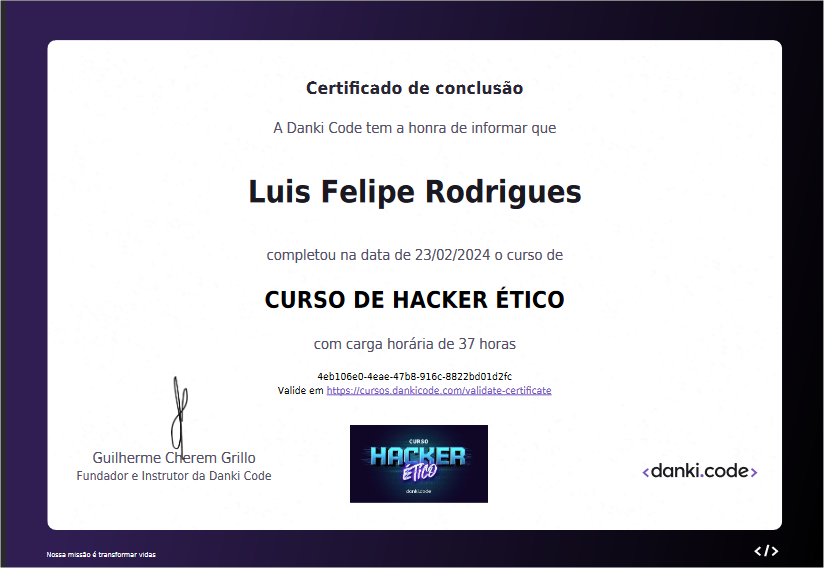 Certificado de conclusão
A Danki Code tem a honra de informar que
Luis Felipe Rodrigues
completou na data de 23/02/2024 o curso de
CURSO DE HACKER ÉTICO
com carga horária de 37 horas
4eb106e0-4eae-47b8-916c-8822bd01d2fc
Valide em https://cursos.dankicode.com/validate-certificate
Guilherme Cherem Grillo
Fundador e Instrutor da Danki Code
CURSO
HACKER
ÉTICO
danki.code
<danki.code>
Nossa missão é transformar vidas
</>